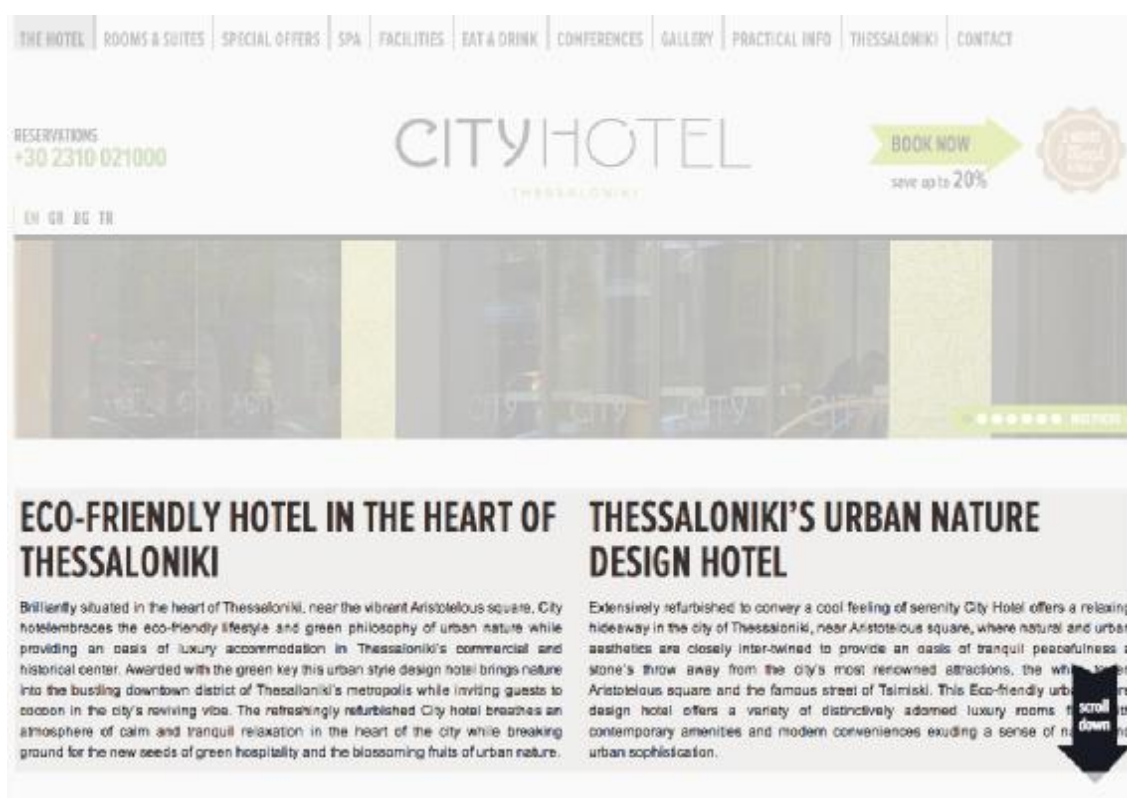 THE HOTEL ROOMS & SUITES SPECIAL OFFERS SPA FACILITIES EAT & DRINK CONFERENCES GALLERY PRACTICAL INFO THESSALONIKI CONTACT
RESERVATIONS
+30 2310 021000
CITYHOTEL
THESSALONIKI
BOOK NOW
save up to 20%
EN GR BG TR
CITY CITY CITY CITY
ECO-FRIENDLY HOTEL IN THE HEART OF
THESSALONIKI
Brilliantly situated in the heart of Thessaloniki, near the vibrant Aristotelous square, City
hotelembraces the eco-friendly lifestyle and green philosophy of urban nature while
providing an oasis of luxury accommodation in Thessaloniki's commercial and
historical center. Awarded with the green key this urban style design hotel brings nature
into the bustling downtown district of Thesalloniki's metropolis while inviting guests to
cocoon in the city's reviving vibe. The refreshingly refurbished City hotel breathes an
atmosphere of calm and tranquil relaxation in the heart of the city while breaking
ground for the new seeds of green hospitality and the blossoming fruits of urban nature.
THESSALONIKI'S URBAN NATURE
DESIGN HOTEL
Extensively refurbished to convey a cool feeling of serenity City Hotel offers a relaxing
hideaway in the city of Thessaloniki, near Aristotelous square, where natural and urban
aesthetics are closely inter-twined to provide an oasis of tranquil peacefulness a
stone's throw away from the city's most renowned attractions, the
Aristotelous square and the famous street of Tsimiski. This Eco-friendly
design hotel offers a variety of distinctively adorned luxury rooms
contemporary amenities and modern conveniences exuding a sense of
urban sophistication.
scroll
down